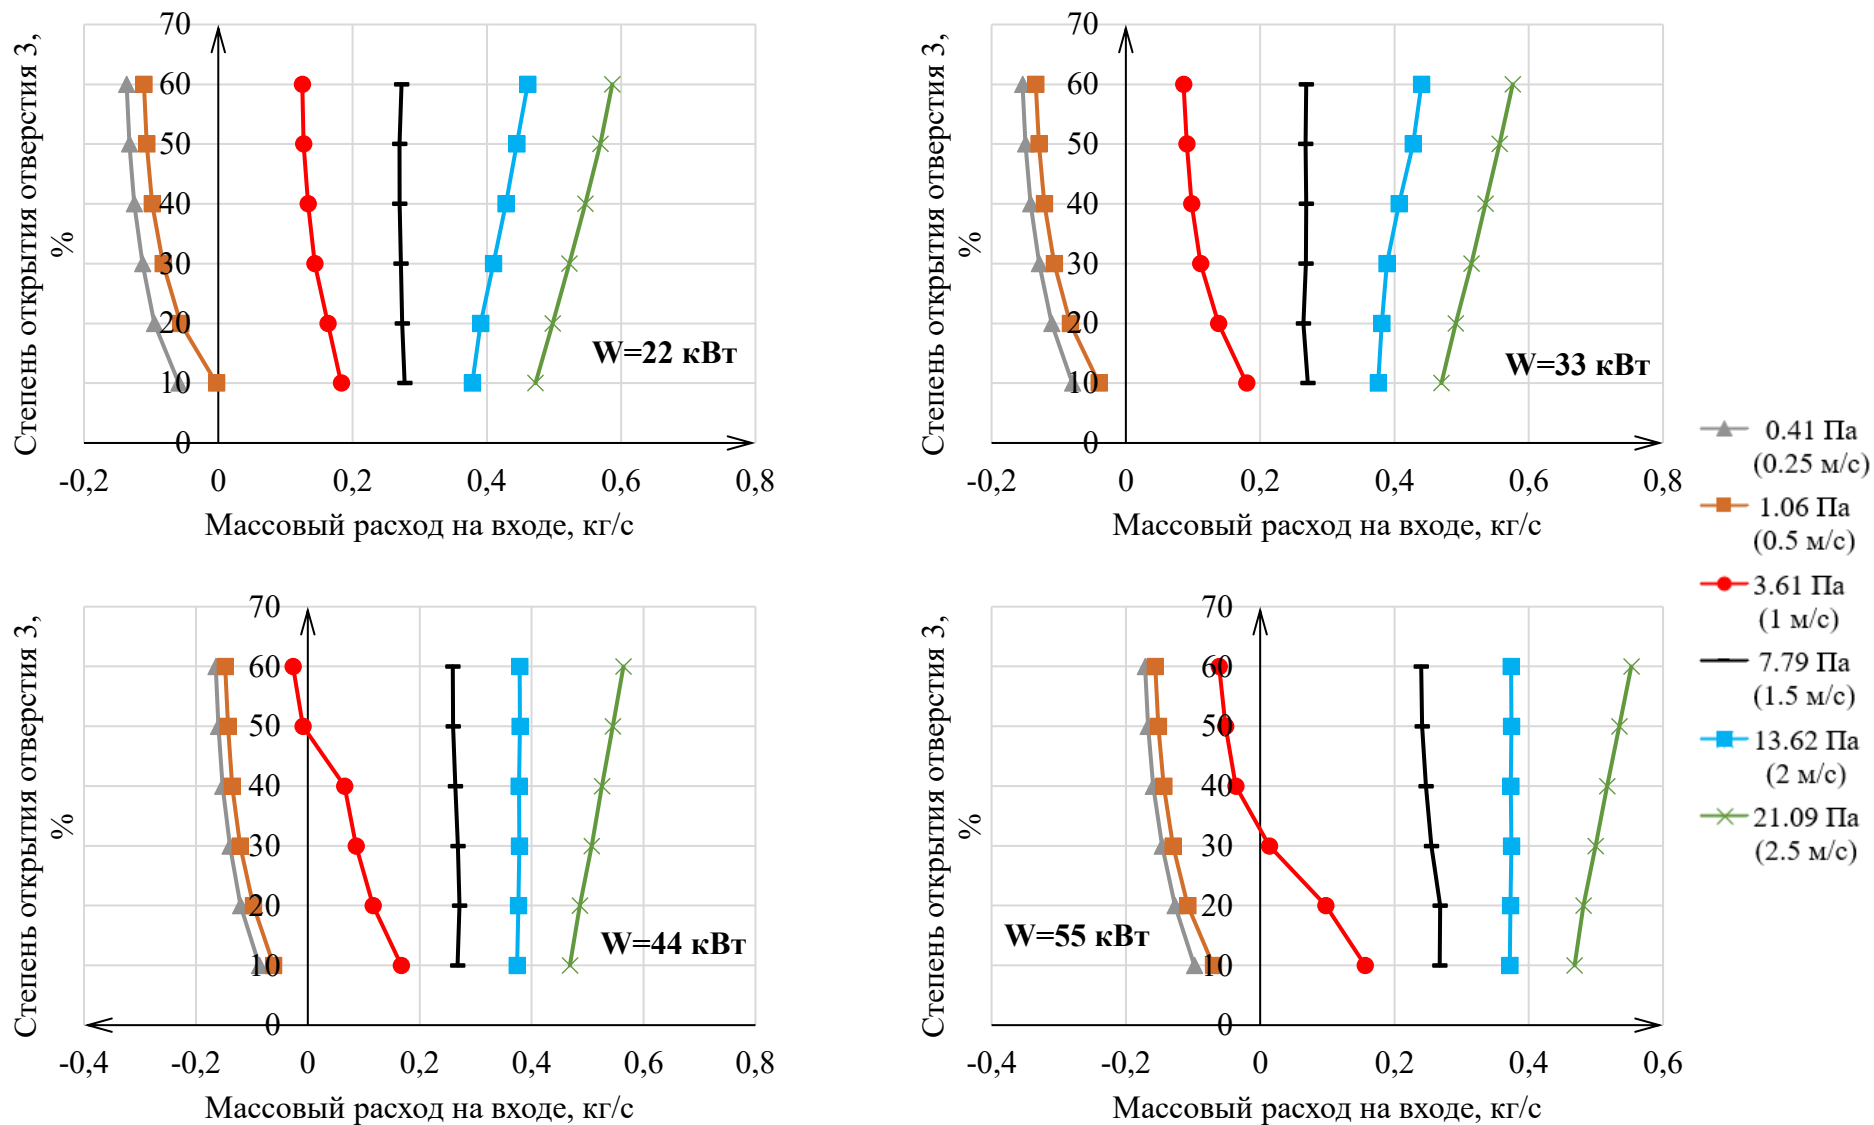 Степень открытия отверстия 3,
%
70
60
50
40
30
20
10
0
-0,2
0
0,2
0,4
0,6
0,8
Массовый расход на входе, кг/с
W=22 кВт
Степень открытия отверстия 3,
%
70
60
50
40
30
20
10
0
-0,2
0
0,2
0,4
0,6
0,8
Массовый расход на входе, кг/с
W=33 кВт
Степень открытия отверстия 3,
%
70
60
50
40
30
20
10
0
-0,4
-0,2
0
0,2
0,4
0,6
0,8
Массовый расход на входе, кг/с
W=44 кВт
Степень открытия отверстия 3,
%
70
60
50
40
30
20
10
0
-0,4
-0,2
0
0,2
0,4
0,6
Массовый расход на входе, кг/с
W=55 кВт
0.41 Па
(0.25 м/с)
1.06 Па
(0.5 м/с)
3.61 Па
(1 м/с)
7.79 Па
(1.5 м/с)
13.62 Па
(2 м/с)
21.09 Па
(2.5 м/с)